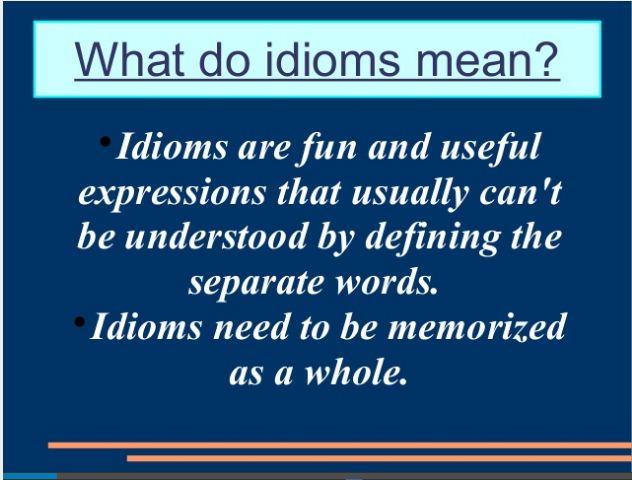 What do idioms mean?
•Idioms are fun and useful
expressions that usually can't
be understood by defining the
separate words.
•Idioms need to be memorized
as a whole.